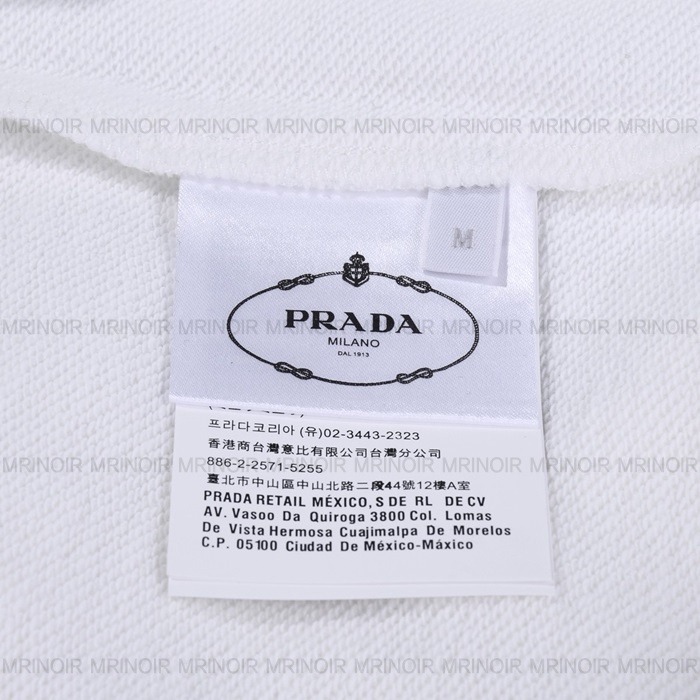 MRINOIR MRINOIR MRINOIR MRINOIR MRINOIR MRINOIR
M
PRADA
MILANO
DAL 1913
MRINOIR MRINOIR MRINOIR MRINOIR MRINOIR MRINOIR
프라다코리아 (유)02-3443-2323
香港商台灣意比有限公司台灣分公司
886-2-2571-5255
MRINOIR MRINOIR MRINOIR MRINOIR MRINOIR MRINOIR
臺北市中山區中山北路二段44號12樓A室
PRADA RETAIL MÉXICO, S DE RL DE CV
AV. Vasoo Da Quiroga 3800 Col. Lomas
De Vista Hermosa Cuajimalpa De Morelos
C.P. 05100 Ciudad De México-Máxico
MRINOIR MRINOIR MRINOIR MRINOIR MRINOIR MRINOIR